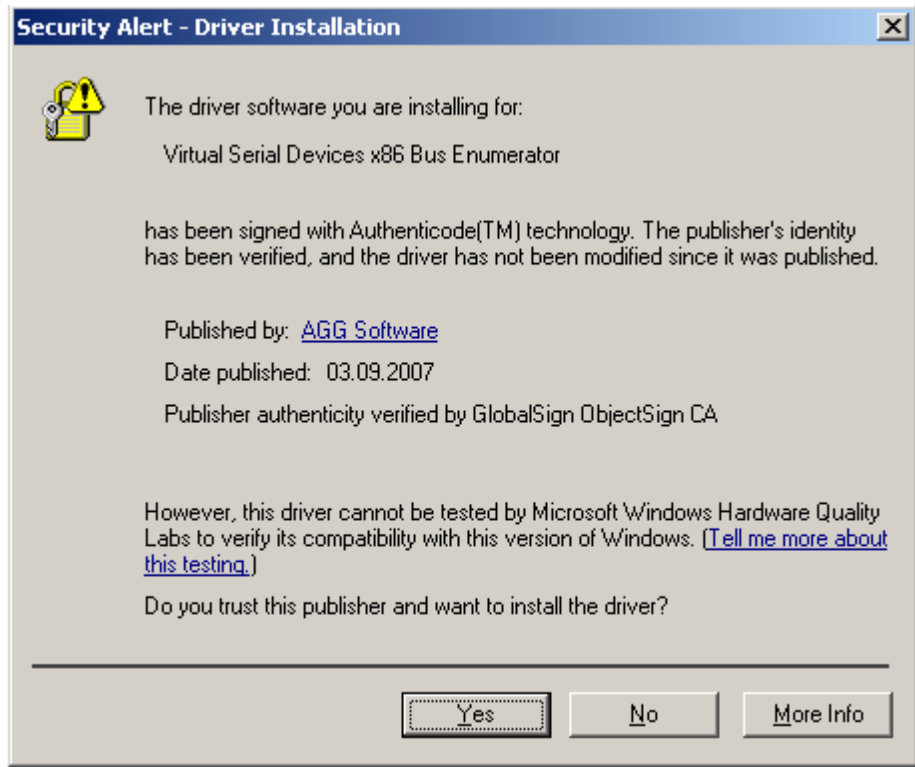 Security Alert - Driver Installation
The driver software you are installing for:
Virtual Serial Devices x86 Bus Enumerator
has been signed with Authenticode(TM) technology. The publisher's identity
has been verified, and the driver has not been modified since it was published.
Published by: AGG Software
Date published: 03.09.2007
Publisher authenticity verified by GlobalSign ObjectSign CA
However, this driver cannot be tested by Microsoft Windows Hardware Quality
Labs to verify its compatibility with this version of Windows. (Tell me more about
this testing.)
Do you trust this publisher and want to install the driver?
Yes No More Info